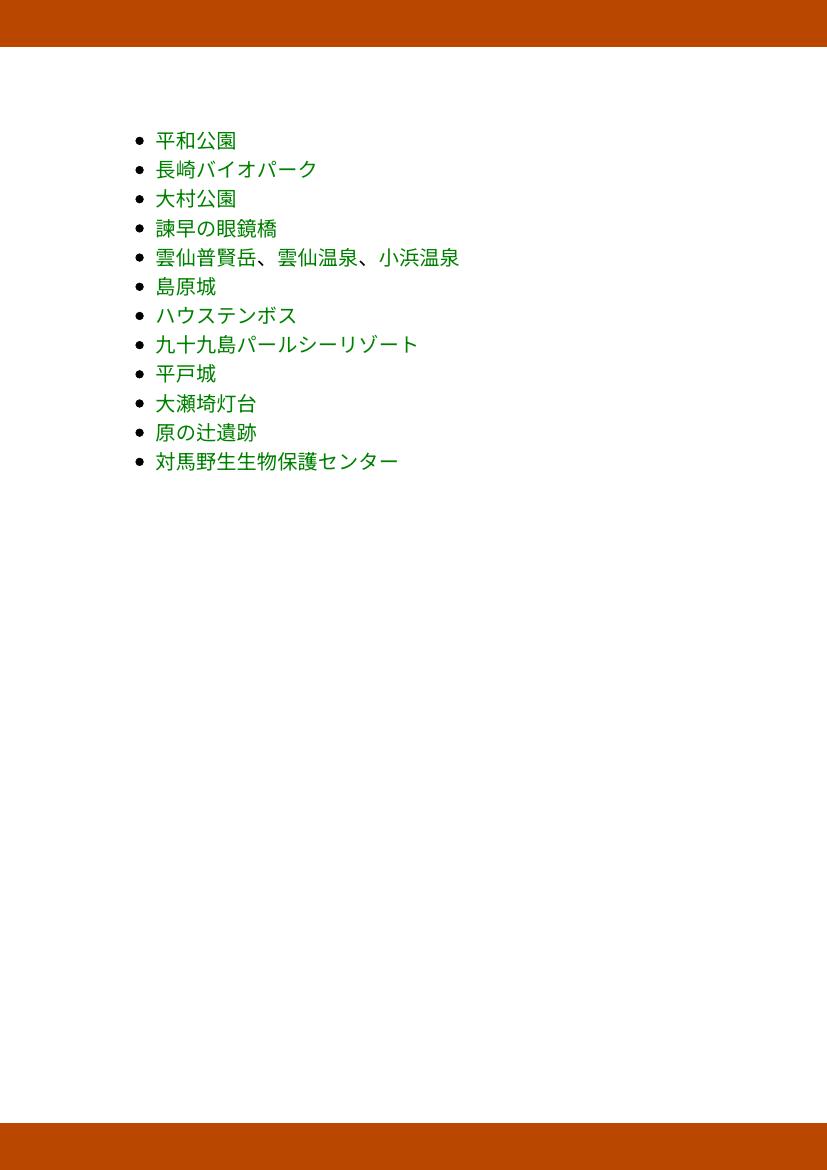 • 平和公園
• 長崎バイオパーク
• 大村公園
• 諫早の眼鏡橋
• 雲仙普賢岳、雲仙温泉、小浜温泉
• 島原城
• ハウステンボス
• 九十九島パールシーリゾート
• 平戸城
• 大瀬埼灯台
• 原の辻遺跡
• 対馬野生生物保護センター